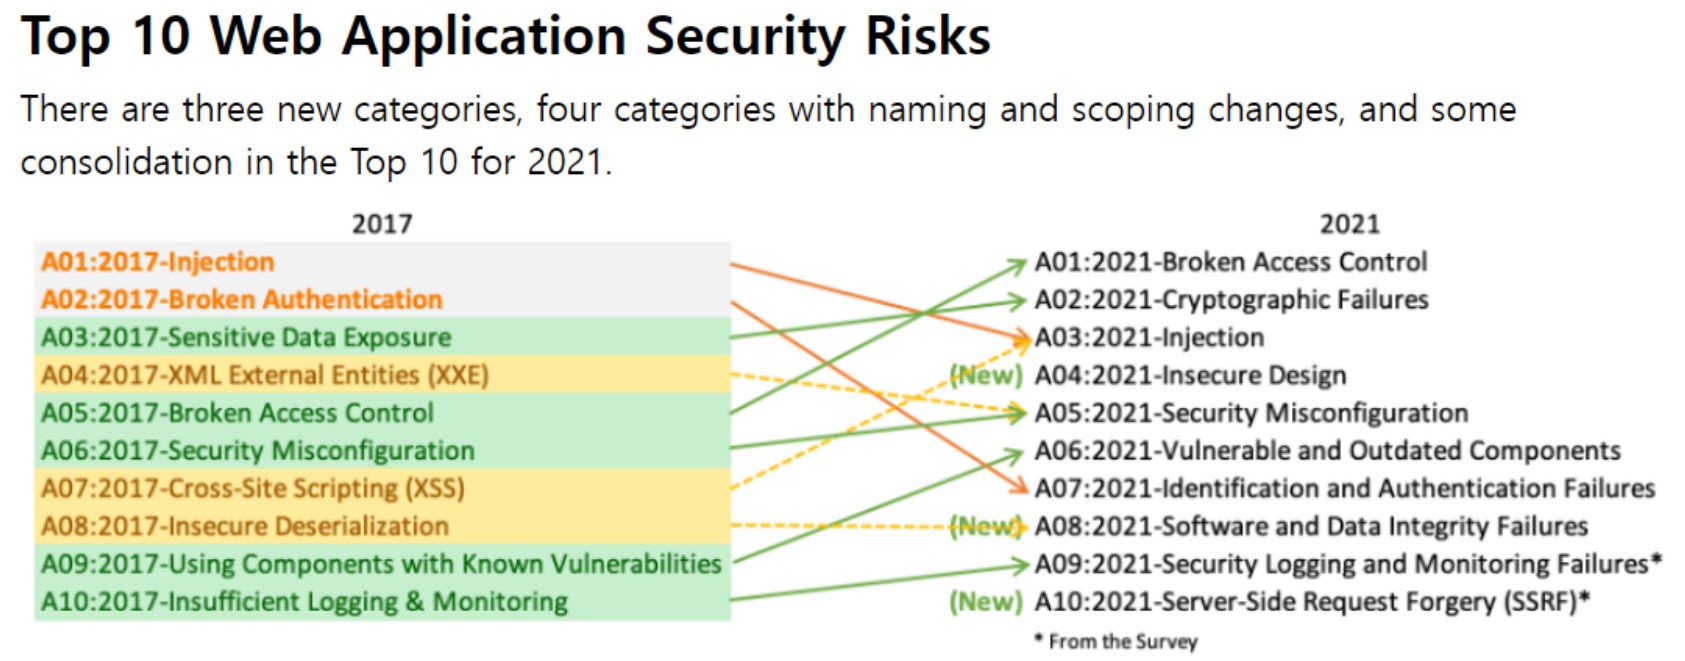 Top 10 Web Application Security Risks
There are three new categories, four categories with naming and scoping changes, and some
consolidation in the Top 10 for 2021.
2017
2021
A01:2017-Injection
A02:2017-Broken Authentication
A03:2017-Sensitive Data Exposure
A04:2017-XML External Entities (XXE)
A05:2017-Broken Access Control
A06:2017-Security Misconfiguration
A07:2017-Cross-Site Scripting (XSS)
A08:2017-Insecure Deserialization
A09:2017-Using Components with Known Vulnerabilities
A10:2017-Insufficient Logging & Monitoring
A01:2021-Broken Access Control
A02:2021-Cryptographic Failures
A03:2021-Injection
(New) A04:2021-Insecure Design
A05:2021-Security Misconfiguration
A06:2021-Vulnerable and Outdated Components
A07:2021-Identification and Authentication Failures
(New) A08:2021-Software and Data Integrity Failures
A09:2021-Security Logging and Monitoring Failures*
(New) A10:2021-Server-Side Request Forgery (SSRF)*
* From the Survey